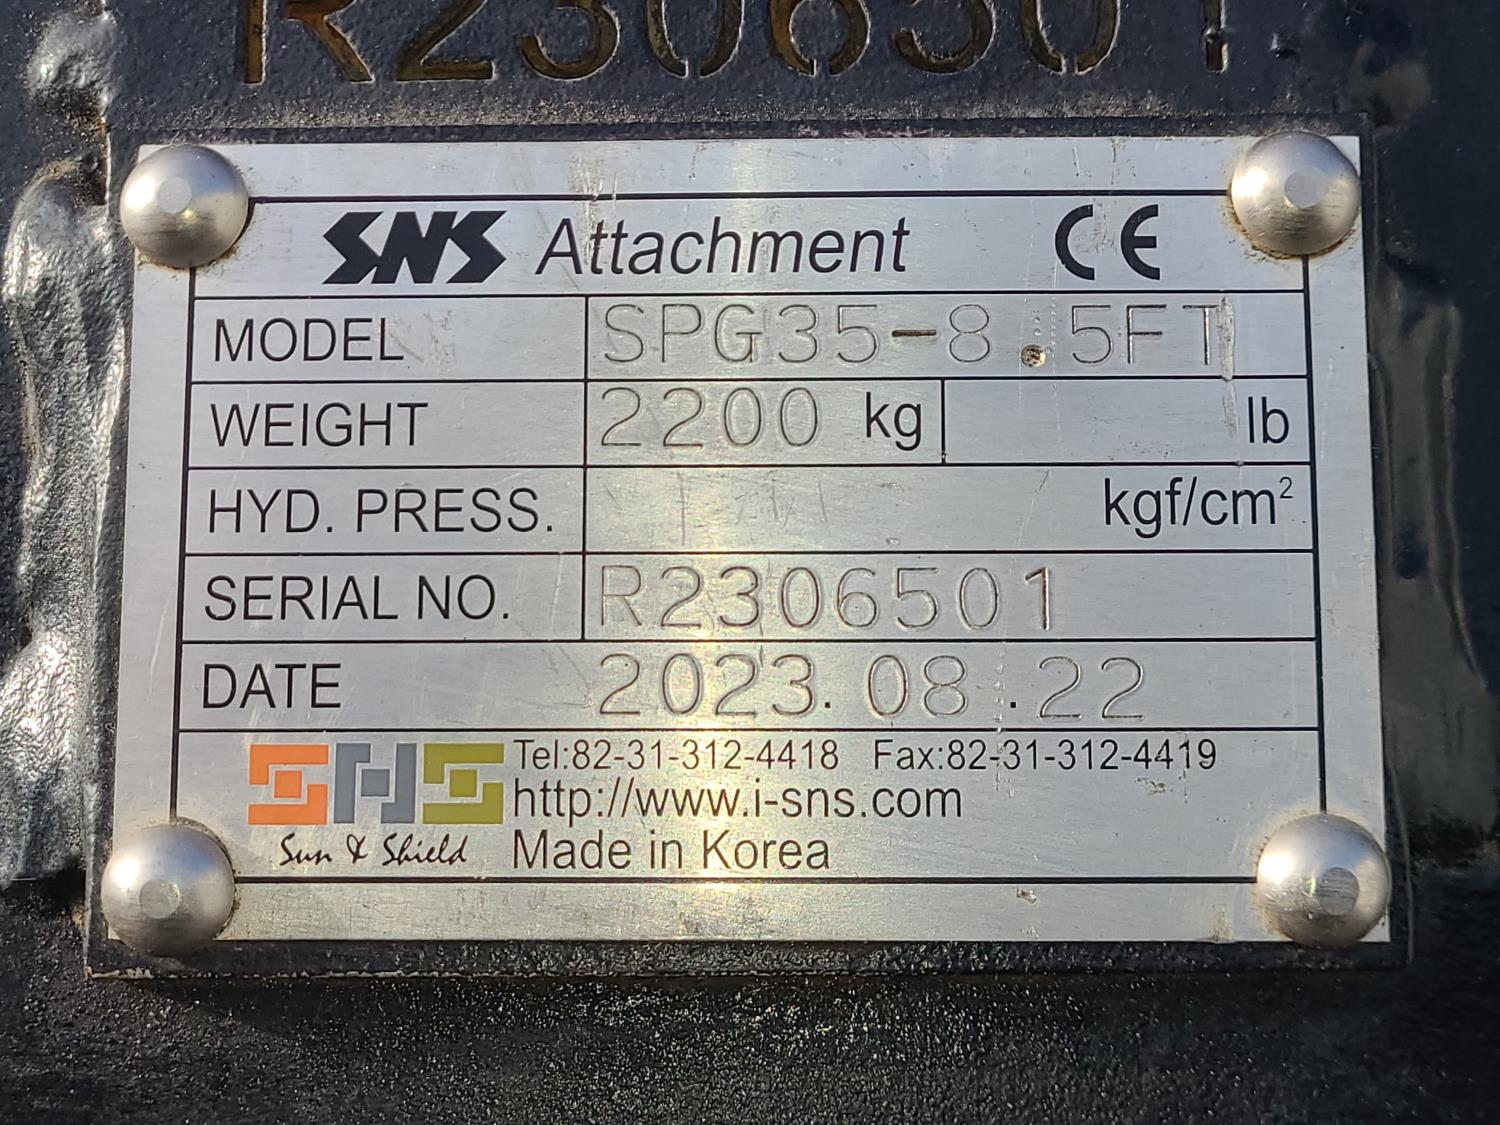 R2306501
SNS Attachment CE
MODEL SPG35-8.5FT
WEIGHT 2200 kg lb
HYD. PRESS. kgf/cm²
SERIAL NO. R2306501
DATE 2023.08.22
SNS Tel:82-31-312-4418 Fax:82-31-312-4419
http://www.i-sns.com
Sun & Shield Made in Korea